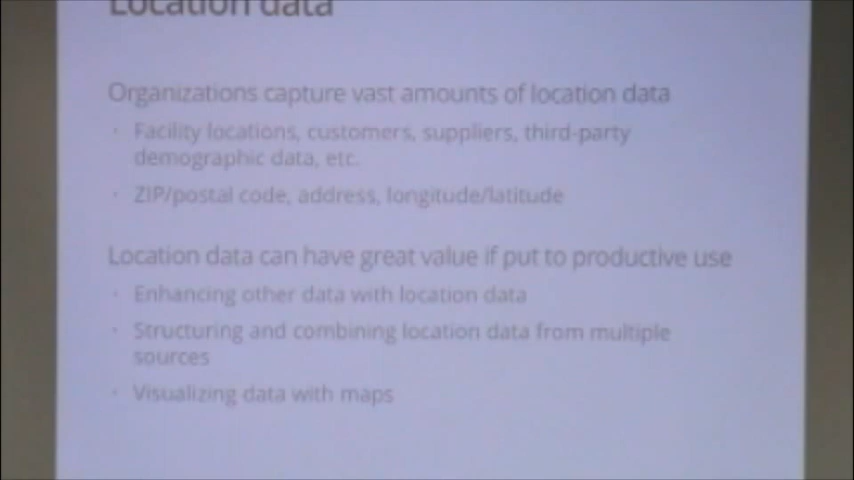 Location data
Organizations capture vast amounts of location data
· Facility locations, customers, suppliers, third-party
demographic data, etc.
· ZIP/postal code, address, longitude/latitude
Location data can have great value if put to productive use
· Enhancing other data with location data
· Structuring and combining location data from multiple
sources
· Visualizing data with maps